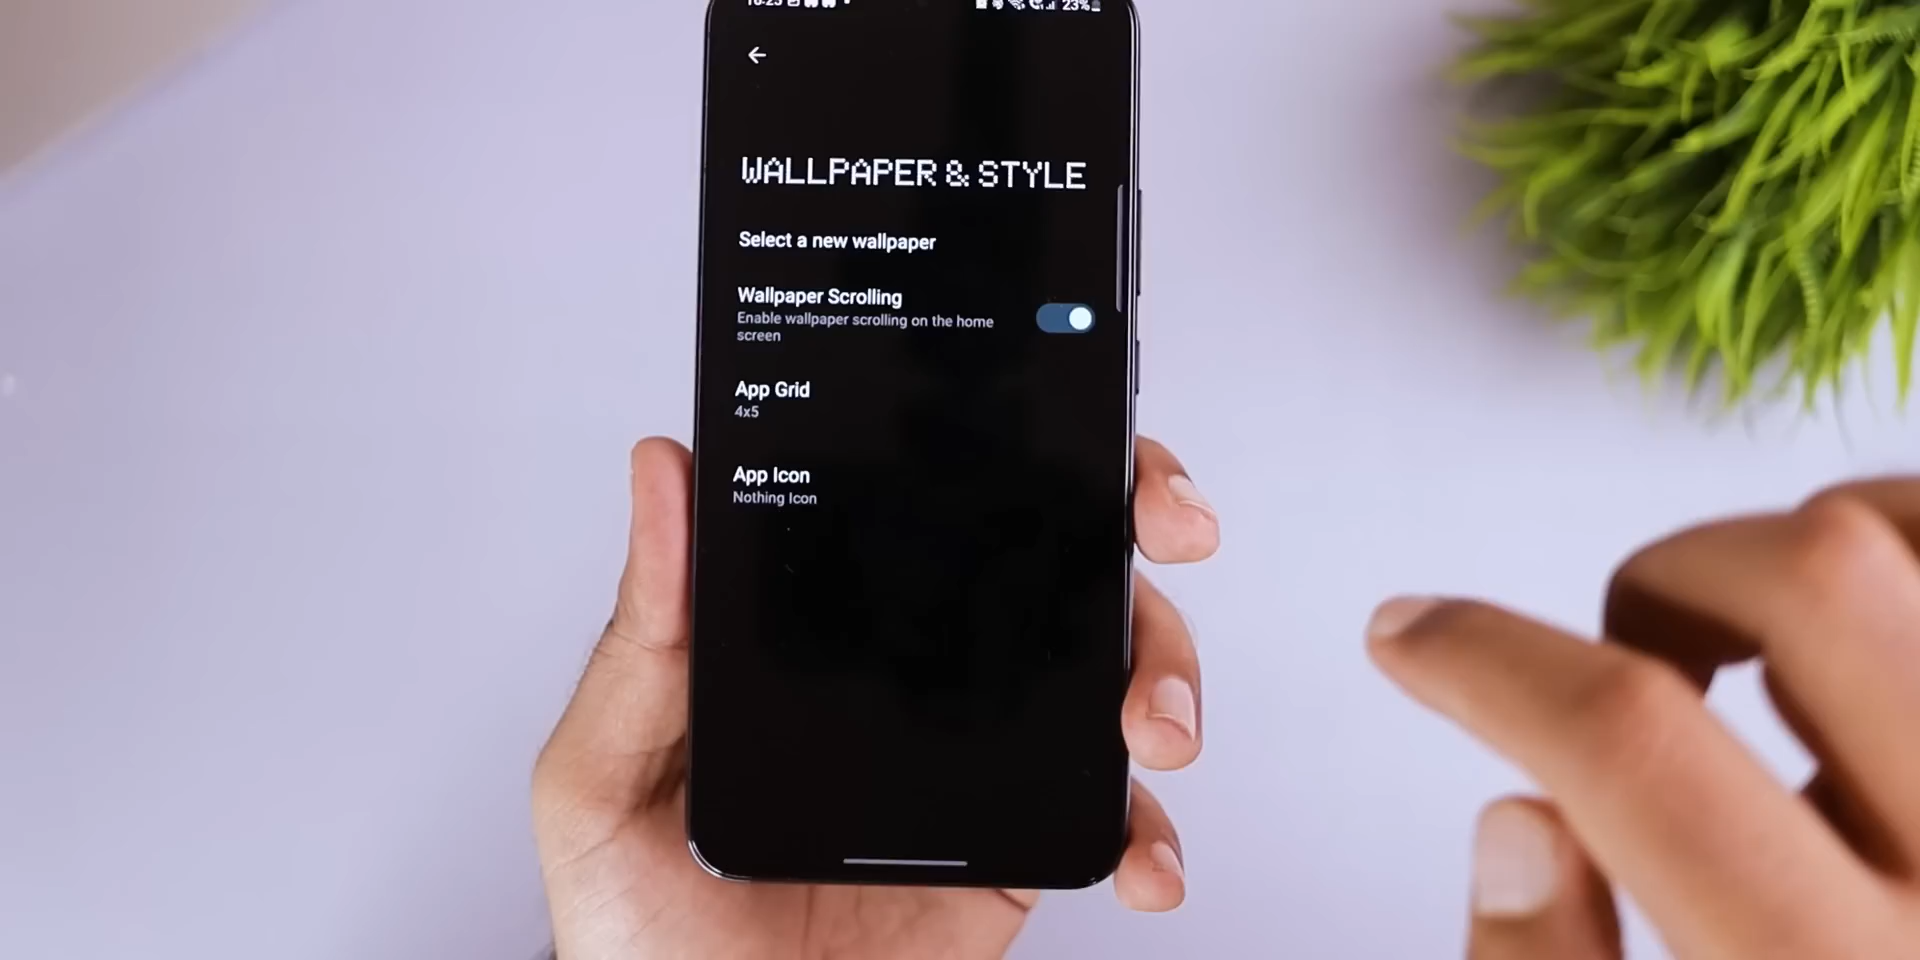 23%
WALLPAPER & STYLE
Select a new wallpaper
Wallpaper Scrolling
Enable wallpaper scrolling on the home
screen
App Grid
4x5
App Icon
Nothing Icon